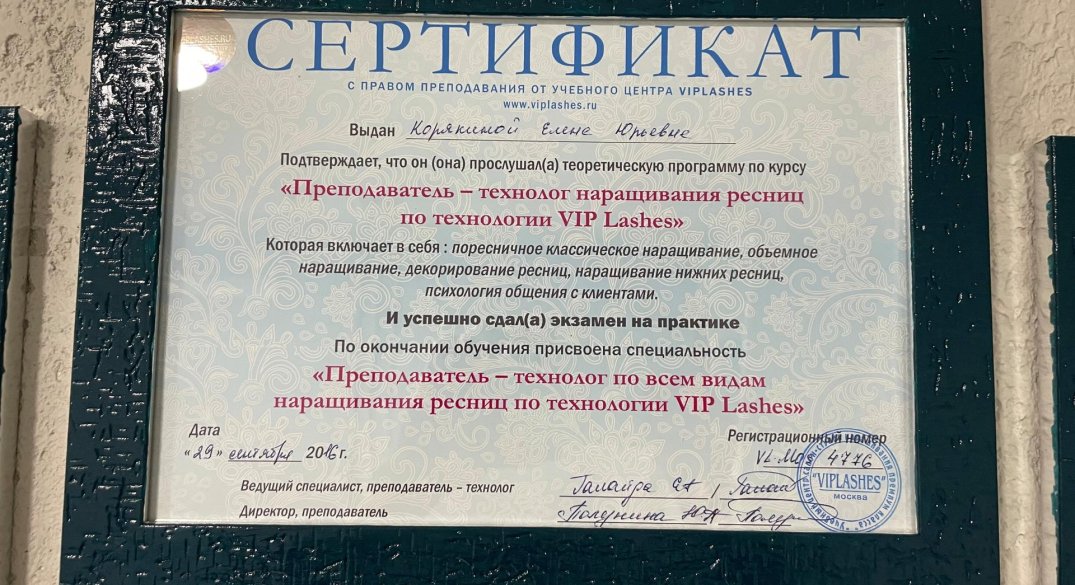 СЕРТИФИКАТ
С ПРАВОМ ПРЕПОДАВАНИЯ ОТ УЧЕБНОГО ЦЕНТРА VIPLASHES
www.viplashes.ru
Выдан Корякиной Елене Юрьевне
Подтверждает, что он (она) прослушал(а) теоретическую программу по курсу
«Преподаватель – технолог наращивания ресниц
по технологии VIP Lashes»
Которая включает в себя : поресничное классическое наращивание, объемное
наращивание, декорирование ресниц, наращивание нижних ресниц,
психология общения с клиентами.
И успешно сдал(а) экзамен на практике
По окончании обучения присвоена специальность
«Преподаватель – технолог по всем видам
наращивания ресниц по технологии VIP Lashes»
Дата
«29» сентября 2016г.
Регистрационный номер
4776
Ведущий специалист, преподаватель – технолог
Директор, преподаватель
"VIPLASHES"
МОСКВА